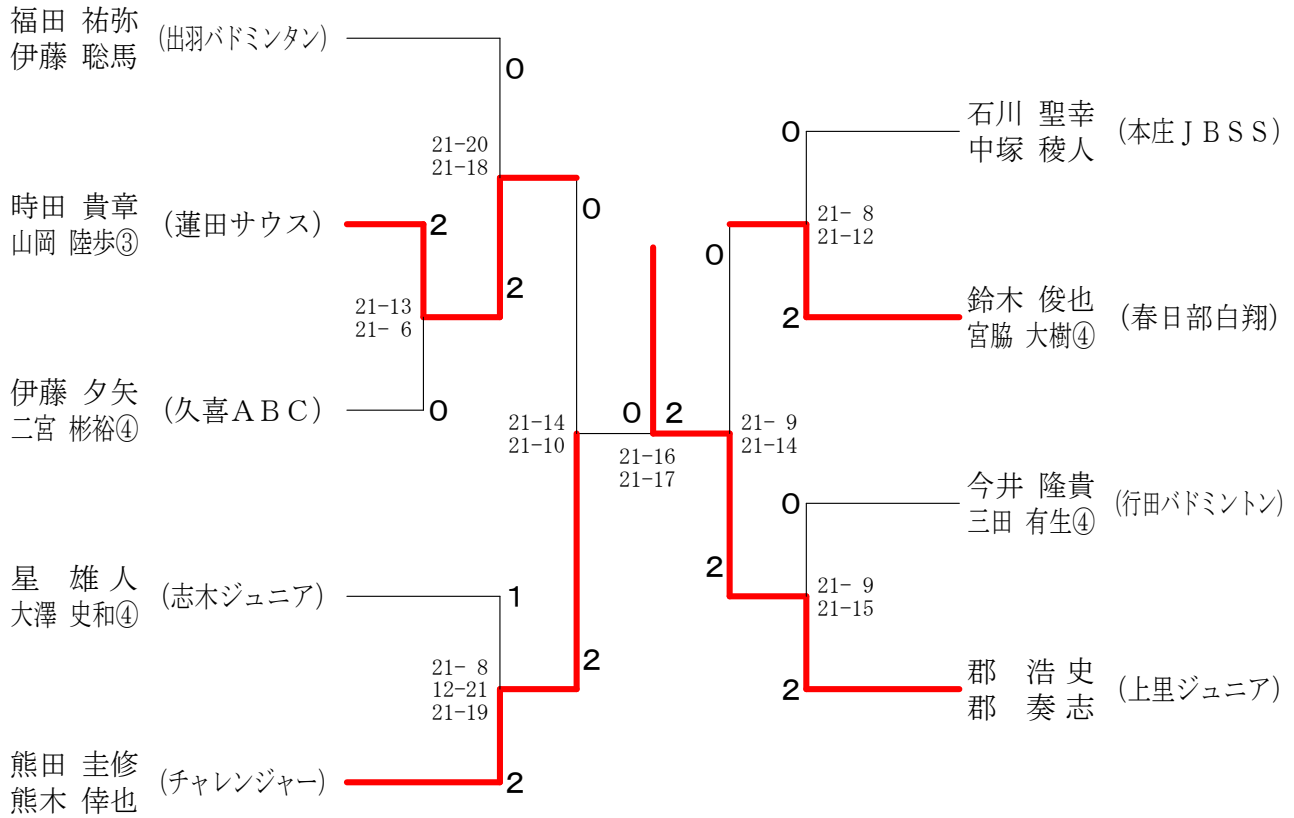 福田 祐弥
伊藤 聡馬
(出羽バドミンタン)
0
21-20
21-18
時田 貴章
山岡 陸歩③
(蓮田サウス)
2
2
21-13
21- 6
伊藤 夕矢
二宮 彬裕④
(久喜ABC)
0
0
21-14
21-10
星 雄人
大澤 史和④
(志木ジュニア)
1
21- 8
12-21
21-19
2
熊田 圭修
熊木 倖也
(チャレンジャー)
2
0
2
21-16
21-17
石川 聖幸
中塚 稜人
(本庄JBSS)
0
21- 8
21-12
0
鈴木 俊也
宮脇 大樹④
(春日部白翔)
2
21- 9
21-14
今井 隆貴
三田 有生④
(行田バドミントン)
0
2
21- 9
21-15
郡 浩史
郡 奏志
(上里ジュニア)
2